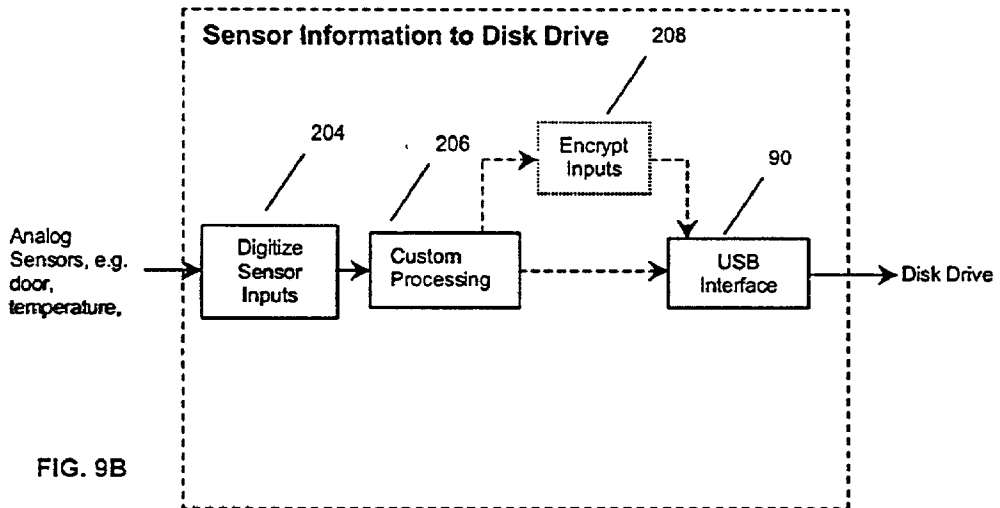 Sensor Information to Disk Drive
208
204
206
Encrypt
Inputs
90
Analog
Sensors, e.g.
door,
temperature,
Digitize
Sensor
Inputs
Custom
Processing
USB
Interface
Disk Drive
FIG. 9B